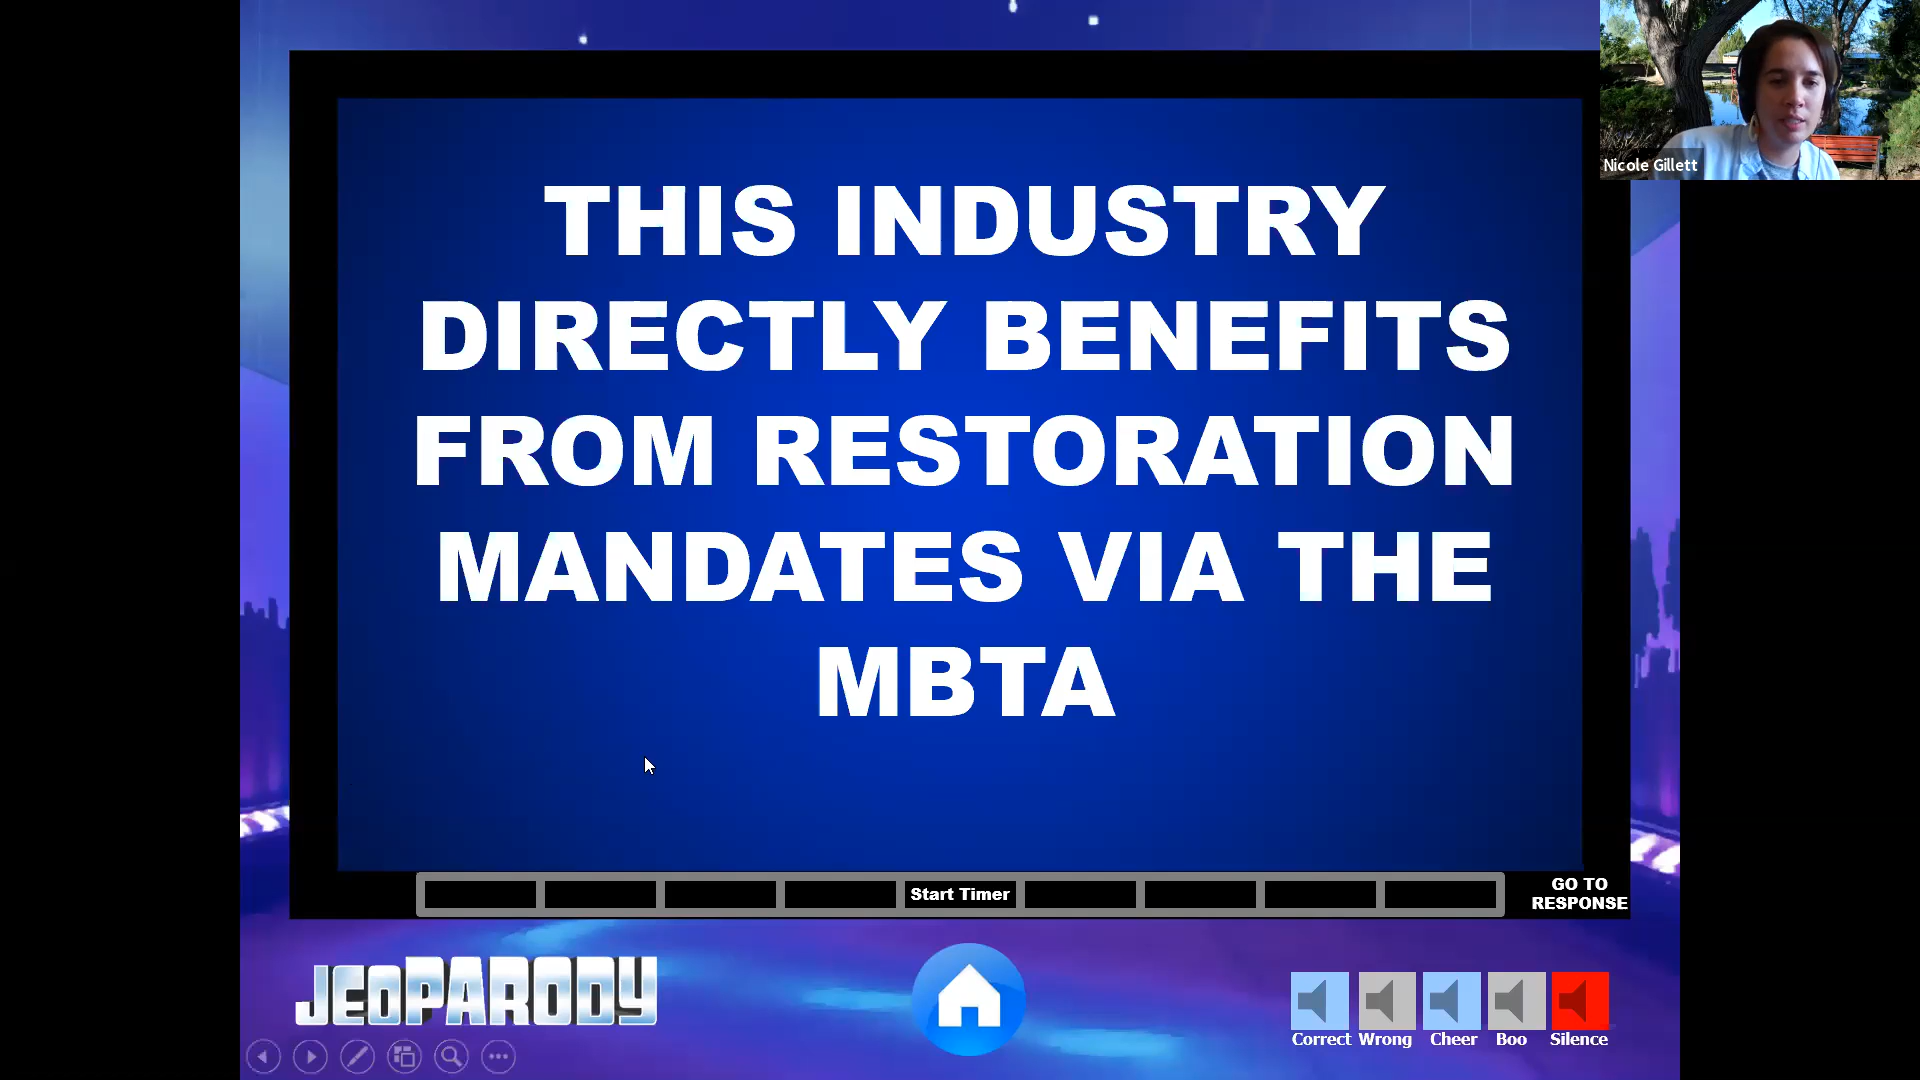 Nicole Gillett
THIS INDUSTRY
DIRECTLY BENEFITS
FROM RESTORATION
MANDATES VIA THE
MBTA
Start Timer
GO TO
RESPONSE
JEOPARODY
Correct Wrong Cheer Boo Silence